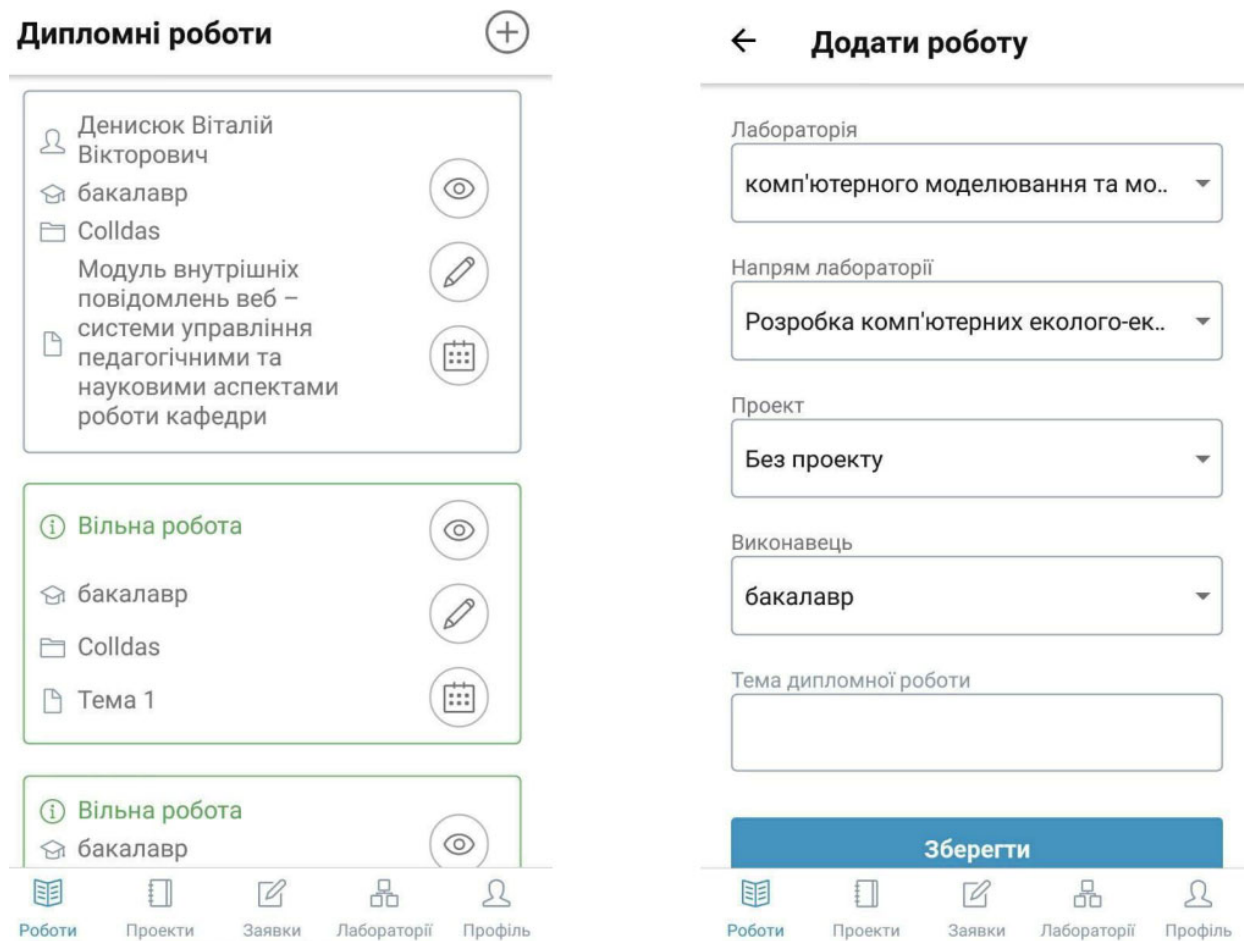 Дипломні роботи
Денисюк Віталій
Вікторович
бакалавр
Colldas
Модуль внутрішніх
повідомлень веб –
системи управління
педагогічними та
науковими аспектами
роботи кафедри
Вільна робота
бакалавр
Colldas
Тема 1
Вільна робота
бакалавр
Роботи
Проекти
Заявки
Лабораторії
Профіль
Додати роботу
Лабораторія
комп'ютерного моделювання та мо..
Напрям лабораторії
Розробка комп'ютерних еколого-ек..
Проект
Без проекту
Виконавець
бакалавр
Тема дипломної роботи
Зберегти
Роботи
Проекти
Заявки
Лабораторії
Профіль